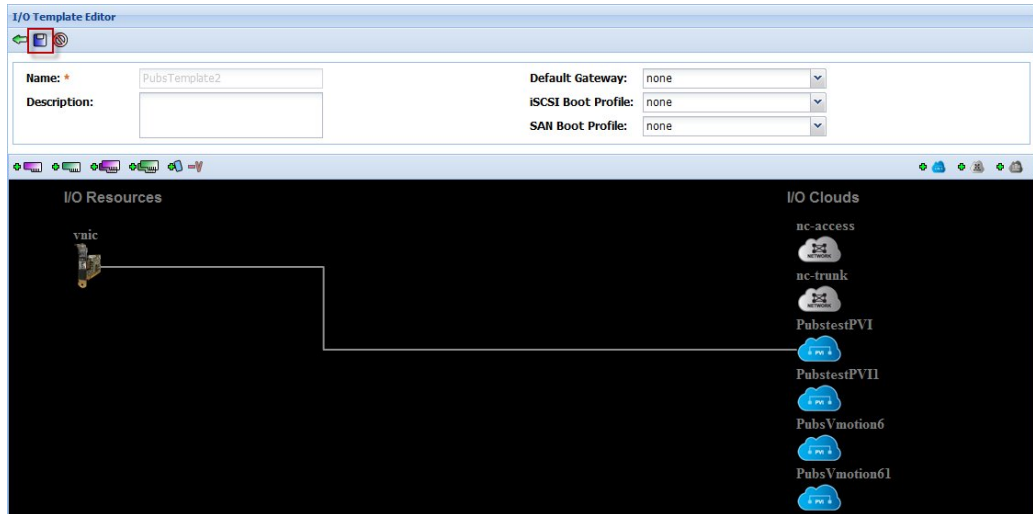 I/O Template Editor
Name: * PubsTemplate2 Default Gateway: none
Description: iSCSI Boot Profile: none
SAN Boot Profile: none
I/O Resources I/O Clouds
vnic
nc-access
NETWORK
nc-trunk
NETWORK
PubstestPVI
PVI
PubstestPVI1
PVI
PubsVmotion6
PVI
PubsVmotion61
PVI